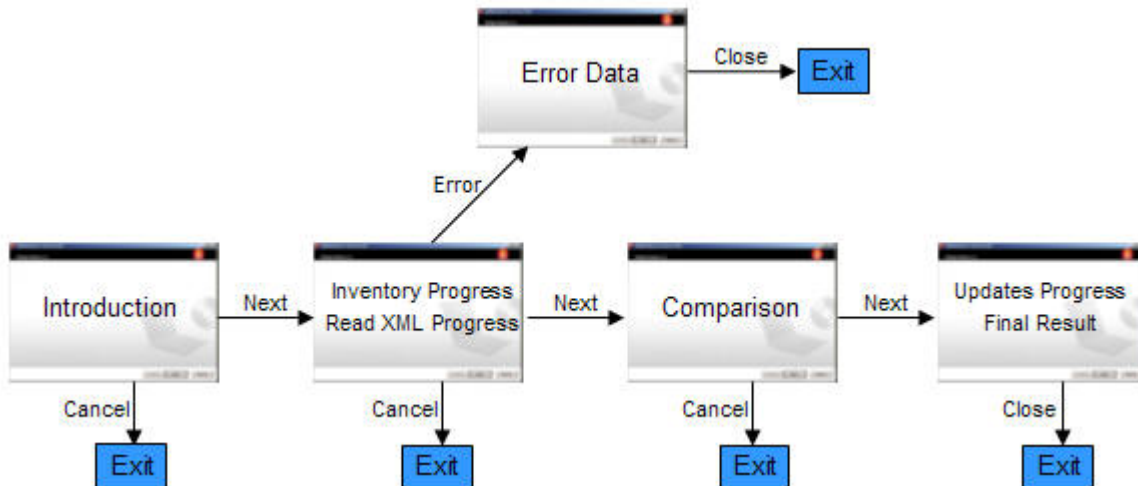 Error Data
Close
Exit
Error
Introduction
Next
Inventory Progress
Read XML Progress
Next
Comparison
Next
Updates Progress
Final Result
Cancel
Cancel
Cancel
Close
Exit
Exit
Exit
Exit